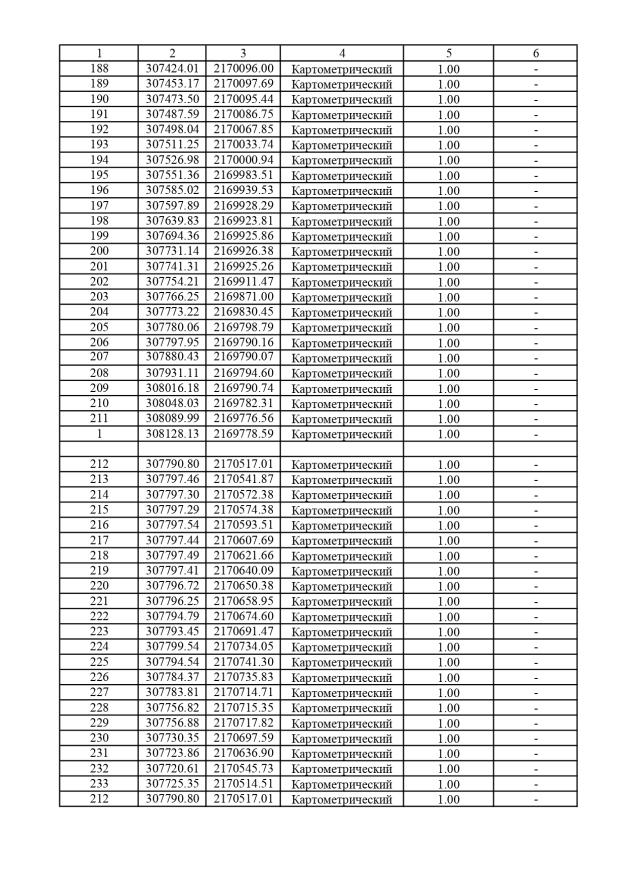 1 2 3 4 5 6
188 307424.01 2170096.00 Картометрический 1.00 -
189 307453.17 2170097.69 Картометрический 1.00 -
190 307473.50 2170095.44 Картометрический 1.00 -
191 307487.59 2170086.75 Картометрический 1.00 -
192 307498.04 2170067.85 Картометрический 1.00 -
193 307511.25 2170033.74 Картометрический 1.00 -
194 307526.98 2170000.94 Картометрический 1.00 -
195 307551.36 2169983.51 Картометрический 1.00 -
196 307585.02 2169939.53 Картометрический 1.00 -
197 307597.89 2169928.29 Картометрический 1.00 -
198 307639.83 2169923.81 Картометрический 1.00 -
199 307694.36 2169925.86 Картометрический 1.00 -
200 307731.14 2169926.38 Картометрический 1.00 -
201 307741.31 2169925.26 Картометрический 1.00 -
202 307754.21 2169911.47 Картометрический 1.00 -
203 307766.25 2169871.00 Картометрический 1.00 -
204 307773.22 2169830.45 Картометрический 1.00 -
205 307780.06 2169798.79 Картометрический 1.00 -
206 307797.95 2169790.16 Картометрический 1.00 -
207 307880.43 2169790.07 Картометрический 1.00 -
208 307931.11 2169794.60 Картометрический 1.00 -
209 308016.18 2169790.74 Картометрический 1.00 -
210 308048.03 2169782.31 Картометрический 1.00 -
211 308089.99 2169776.56 Картометрический 1.00 -
1 308128.13 2169778.59 Картометрический 1.00 -
212 307790.80 2170517.01 Картометрический 1.00 -
213 307797.46 2170541.87 Картометрический 1.00 -
214 307797.30 2170572.38 Картометрический 1.00 -
215 307797.29 2170574.38 Картометрический 1.00 -
216 307797.54 2170593.51 Картометрический 1.00 -
217 307797.44 2170607.69 Картометрический 1.00 -
218 307797.49 2170621.66 Картометрический 1.00 -
219 307797.41 2170640.09 Картометрический 1.00 -
220 307796.72 2170650.38 Картометрический 1.00 -
221 307796.25 2170658.95 Картометрический 1.00 -
222 307794.79 2170674.60 Картометрический 1.00 -
223 307793.45 2170691.47 Картометрический 1.00 -
224 307799.54 2170734.05 Картометрический 1.00 -
225 307794.54 2170741.30 Картометрический 1.00 -
226 307784.37 2170735.83 Картометрический 1.00 -
227 307783.81 2170714.71 Картометрический 1.00 -
228 307756.82 2170715.35 Картометрический 1.00 -
229 307756.88 2170717.82 Картометрический 1.00 -
230 307730.35 2170697.59 Картометрический 1.00 -
231 307723.86 2170636.90 Картометрический 1.00 -
232 307720.61 2170545.73 Картометрический 1.00 -
233 307725.35 2170514.51 Картометрический 1.00 -
212 307790.80 2170517.01 Картометрический 1.00 -